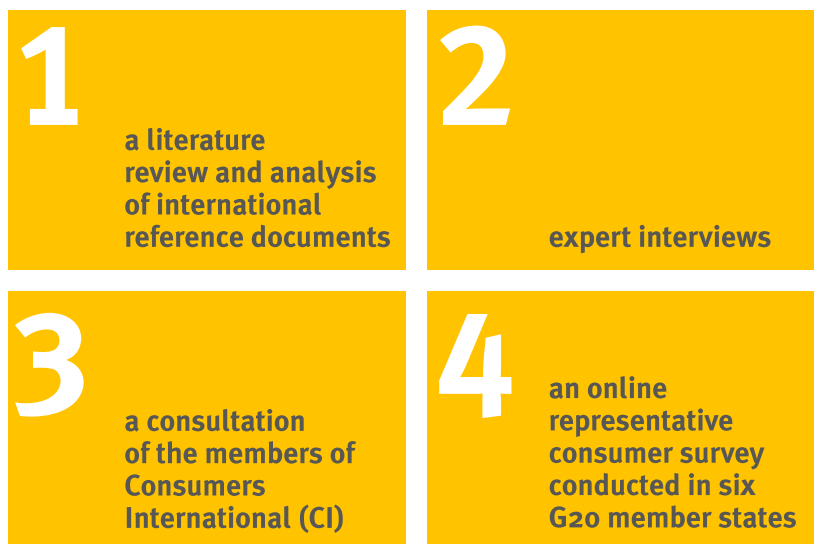 1
a literature
review and analysis
of international
reference documents
2
expert interviews
3
a consultation
of the members of
Consumers
International (CI)
4
an online
representative
consumer survey
conducted in six
G20 member states